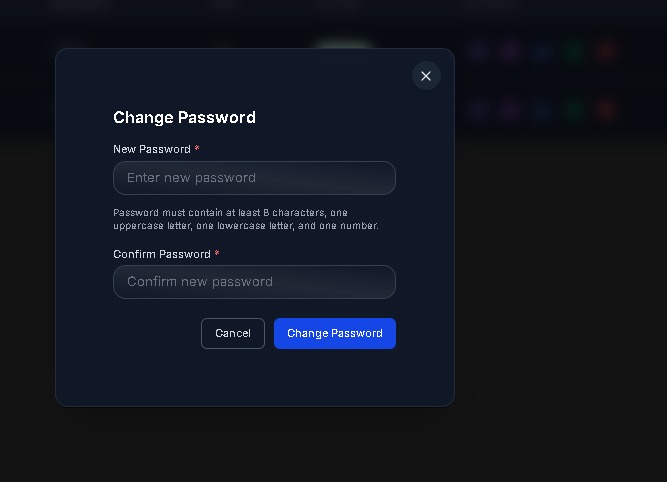 Change Password
New Password *
Enter new password
Password must contain at least 8 characters, one
uppercase letter, one lowercase letter, and one number.
Confirm Password *
Confirm new password
Cancel
Change Password